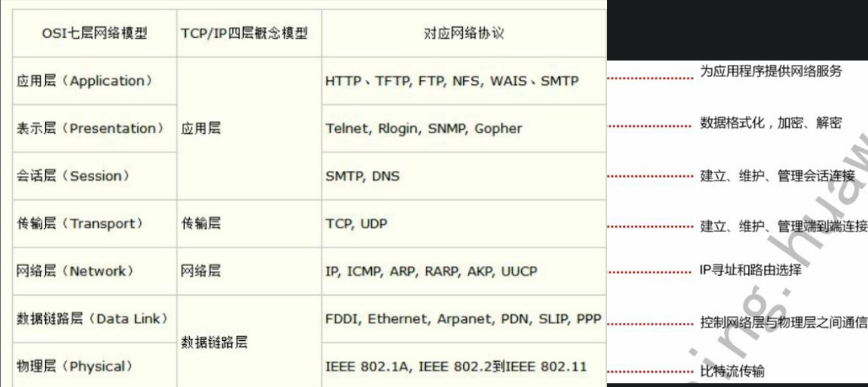 OSI七层网络模型 TCP/IP四层概念模型 对应网络协议
应用层（Application） HTTP、TFTP, FTP, NFS, WAIS、SMTP 为应用程序提供网络服务
表示层（Presentation） 应用层 Telnet, Rlogin, SNMP, Gopher 数据格式化，加密、解密
会话层（Session） SMTP, DNS 建立、维护、管理会话连接
传输层（Transport） 传输层 TCP, UDP 建立、维护、管理端到端连接
网络层（Network） 网络层 IP, ICMP, ARP, RARP, AKP, UUCP IP寻址和路由选择
数据链路层（Data Link） FDDI, Ethernet, Arpanet, PDN, SLIP, PPP 控制网络层与物理层之间通信
数据链路层
物理层（Physical） IEEE 802.1A, IEEE 802.2到IEEE 802.11 比特流传输
ning.huaw